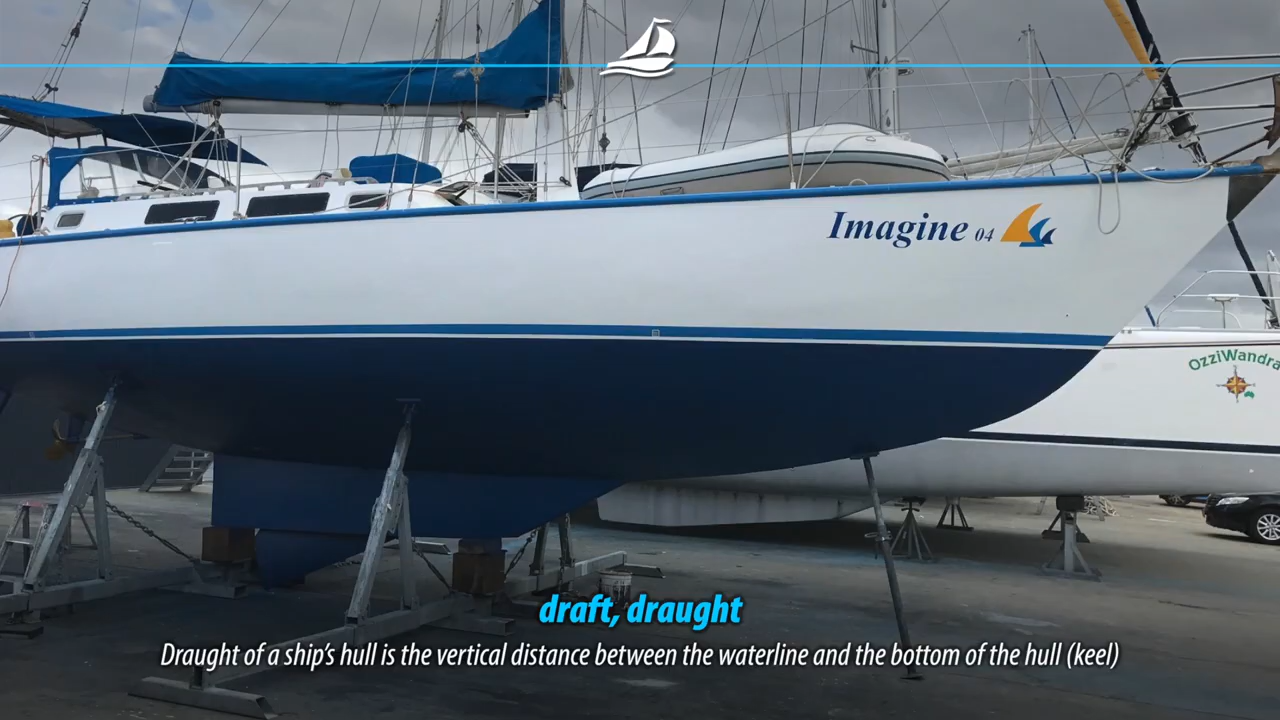 Imagine 04
OzziWandra
draft, draught
Draught of a ship's hull is the vertical distance between the waterline and the bottom of the hull (keel)